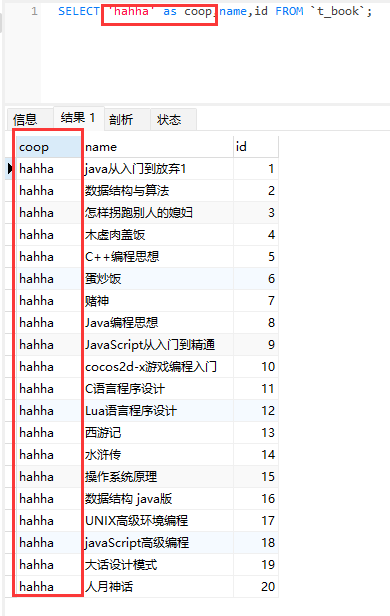 1 SELECT 'hahha' as coop,name,id FROM `t_book`;
信息 结果 1 剖析 状态
coop name id
hahha java从入门到放弃1 1
hahha 数据结构与算法 2
hahha 怎样拐跑别人的媳妇 3
hahha 木虚肉盖饭 4
hahha C++编程思想 5
hahha 蛋炒饭 6
hahha 赌神 7
hahha Java编程思想 8
hahha JavaScript从入门到精通 9
hahha cocos2d-x游戏编程入门 10
hahha C语言程序设计 11
hahha Lua语言程序设计 12
hahha 西游记 13
hahha 水浒传 14
hahha 操作系统原理 15
hahha 数据结构 java版 16
hahha UNIX高级环境编程 17
hahha javaScript高级编程 18
hahha 大话设计模式 19
hahha 人月神话 20